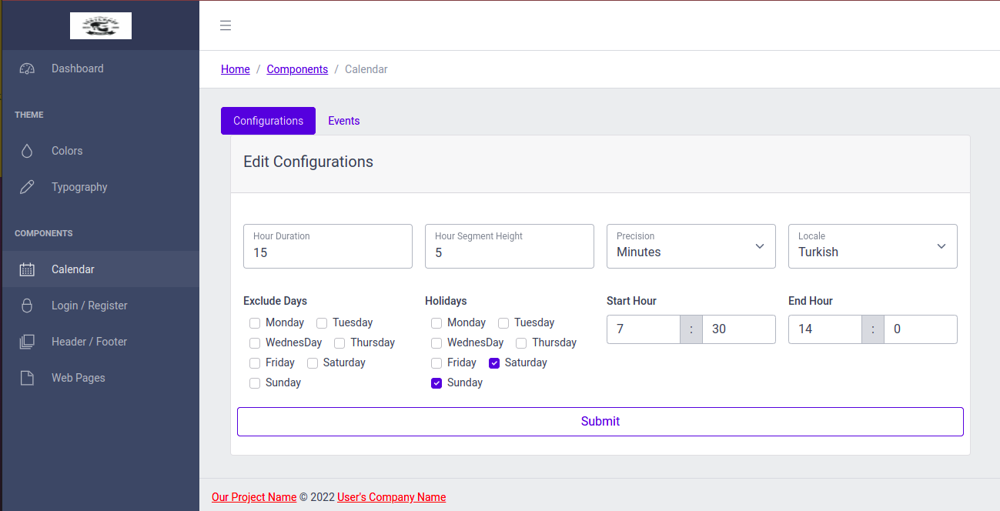 Dashboard
THEME
Colors
Typography
COMPONENTS
Calendar
Login / Register
Header / Footer
Web Pages
Home / Components / Calendar
Configurations Events
Edit Configurations
Hour Duration
15
Hour Segment Height
5
Precision
Minutes
Locale
Turkish
Exclude Days
Monday Tuesday
WednesDay Thursday
Friday Saturday
Sunday
Holidays
Monday Tuesday
WednesDay Thursday
Friday Saturday
Sunday
Start Hour
7 : 30
End Hour
14 : 0
Submit
Our Project Name © 2022 User's Company Name